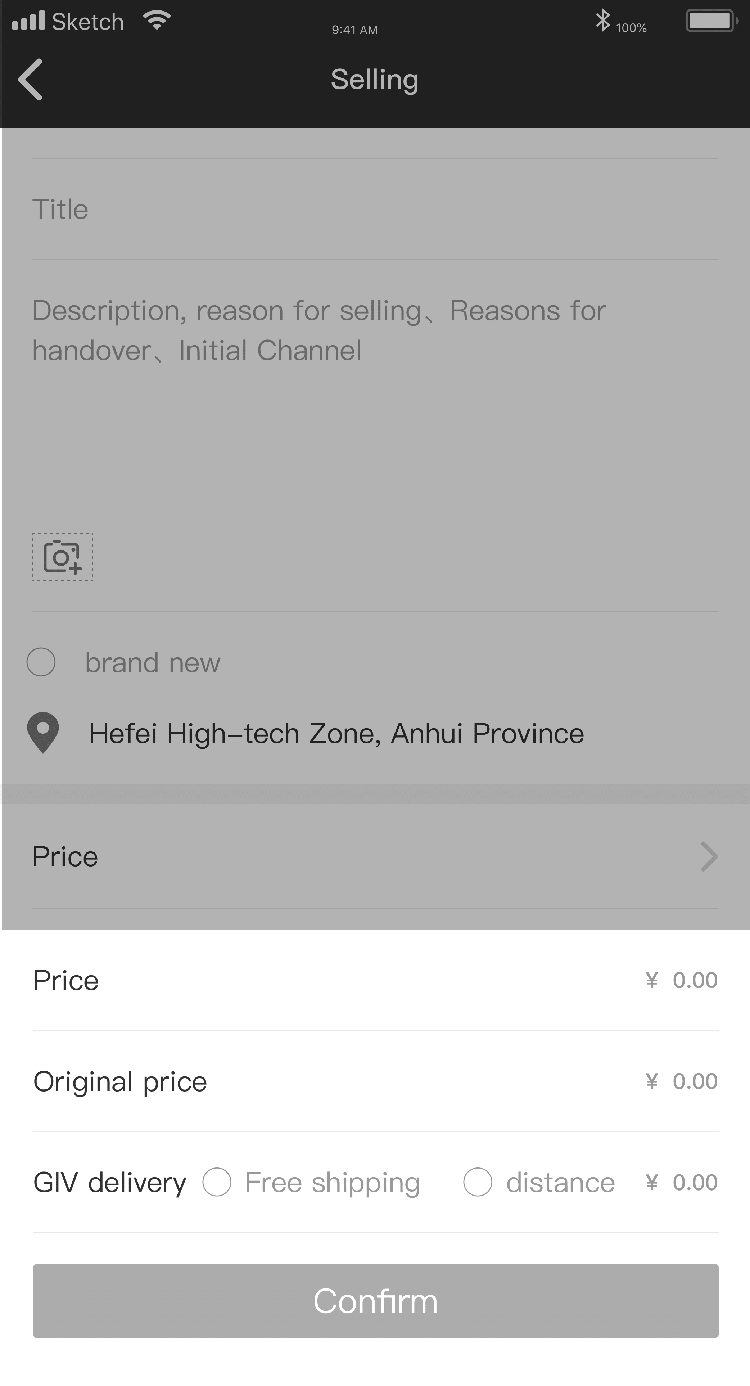 Sketch 9:41 AM 100%
Selling
Title
Description, reason for selling、Reasons for
handover、Initial Channel
brand new
Hefei High-tech Zone, Anhui Province
Price
Price ¥ 0.00
Original price ¥ 0.00
GIV delivery Free shipping distance ¥ 0.00
Confirm